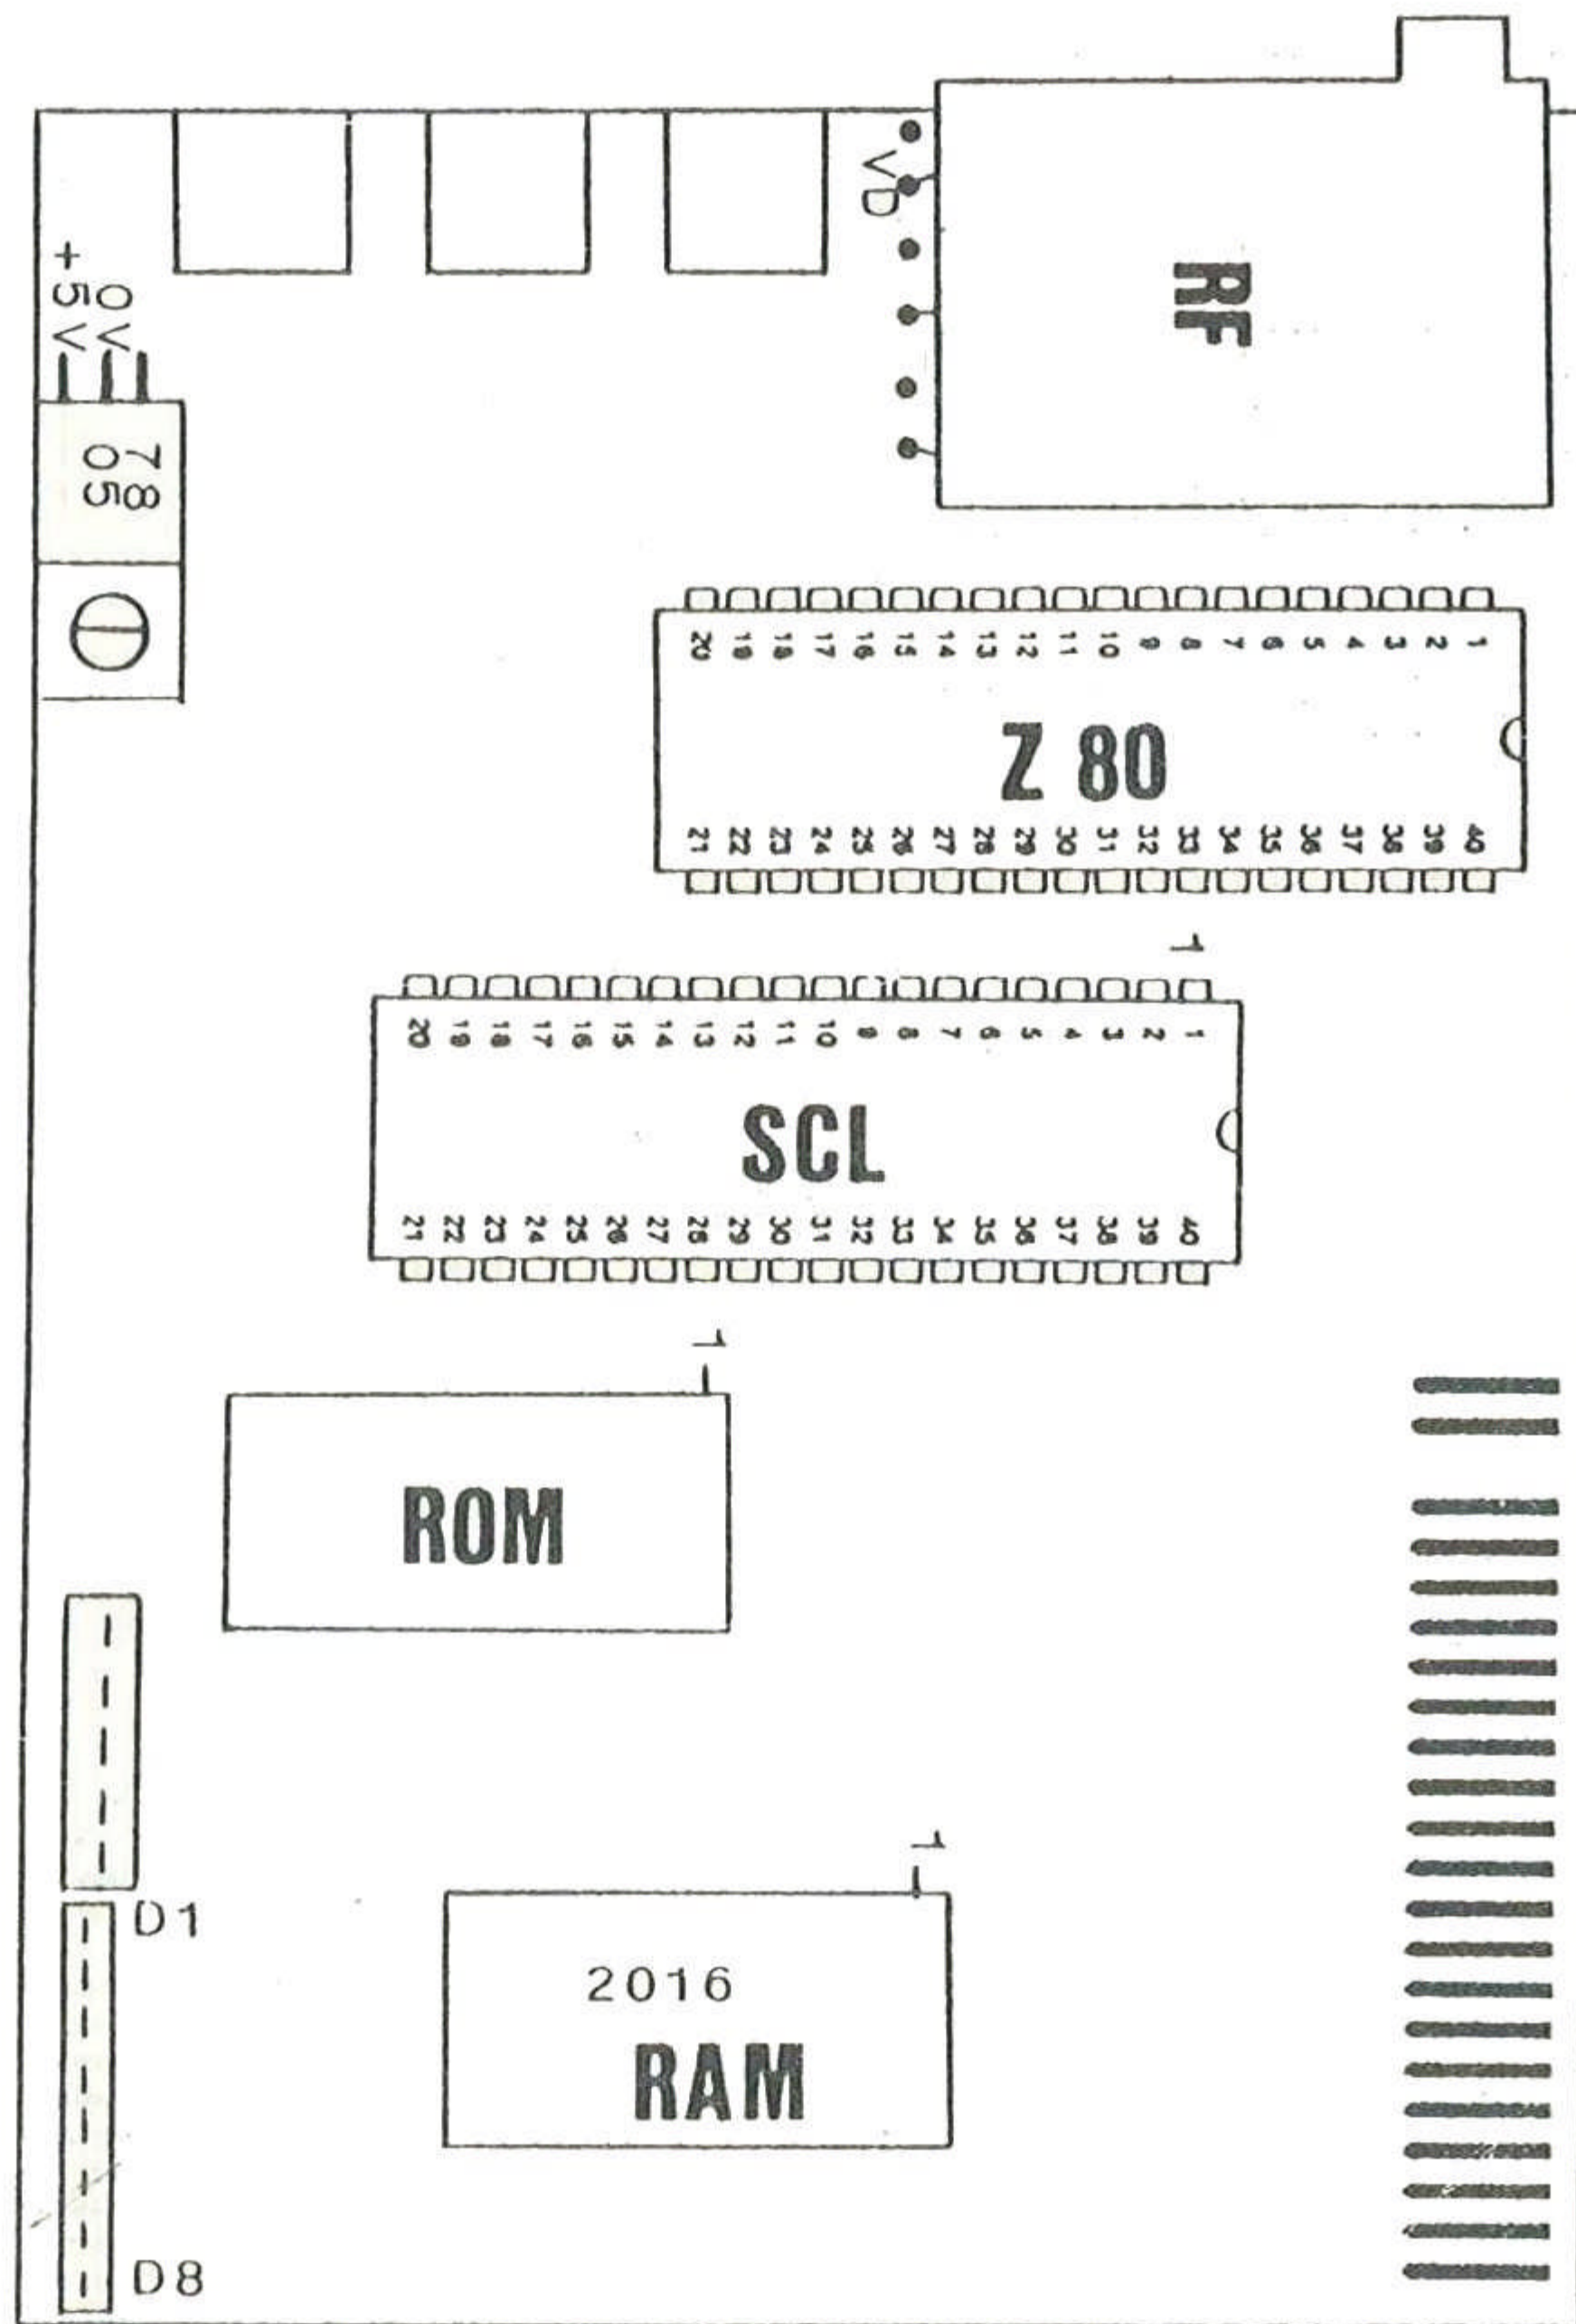 VD
RF
+5V
0V
78
05
20 19 18 17 16 15 14 13 12 11 10 9 8 7 6 5 4 3 2 1
Z 80
21 22 23 24 25 26 27 28 29 30 31 32 33 34 35 36 37 38 39 40
1
20 19 18 17 16 15 14 13 12 11 10 9 8 7 6 5 4 3 2 1
SCL
21 22 23 24 25 26 27 28 29 30 31 32 33 34 35 36 37 38 39 40
1
ROM
1
D1
2016
RAM
D8